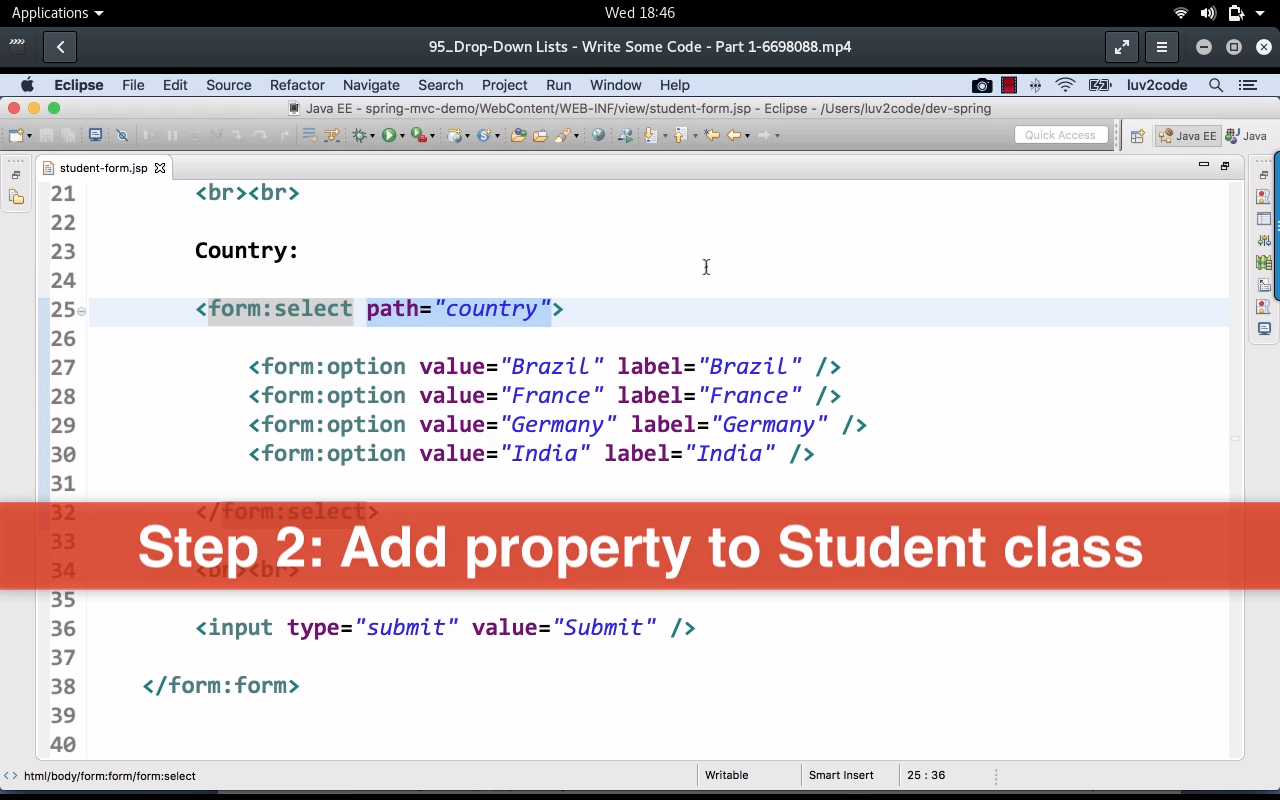 Applications
Wed 18:46
95_Drop-Down Lists - Write Some Code - Part 1-6698088.mp4
Eclipse File Edit Source Refactor Navigate Search Project Run Window Help luv2code
Java EE - spring-mvc-demo/WebContent/WEB-INF/view/student-form.jsp - Eclipse - /Users/luv2code/dev-spring
Quick Access
Java EE
Java
student-form.jsp
21 <br><br>
22
23 Country:
24
25 <form:select path="country">
26
27 <form:option value="Brazil" label="Brazil" />
28 <form:option value="France" label="France" />
29 <form:option value="Germany" label="Germany" />
30 <form:option value="India" label="India" />
31
32 </form:select>
33
Step 2: Add property to Student class
34 <br><br>
35
36 <input type="submit" value="Submit" />
37
38 </form:form>
39
40
html/body/form:form/form:select
Writable
Smart Insert
25 : 36